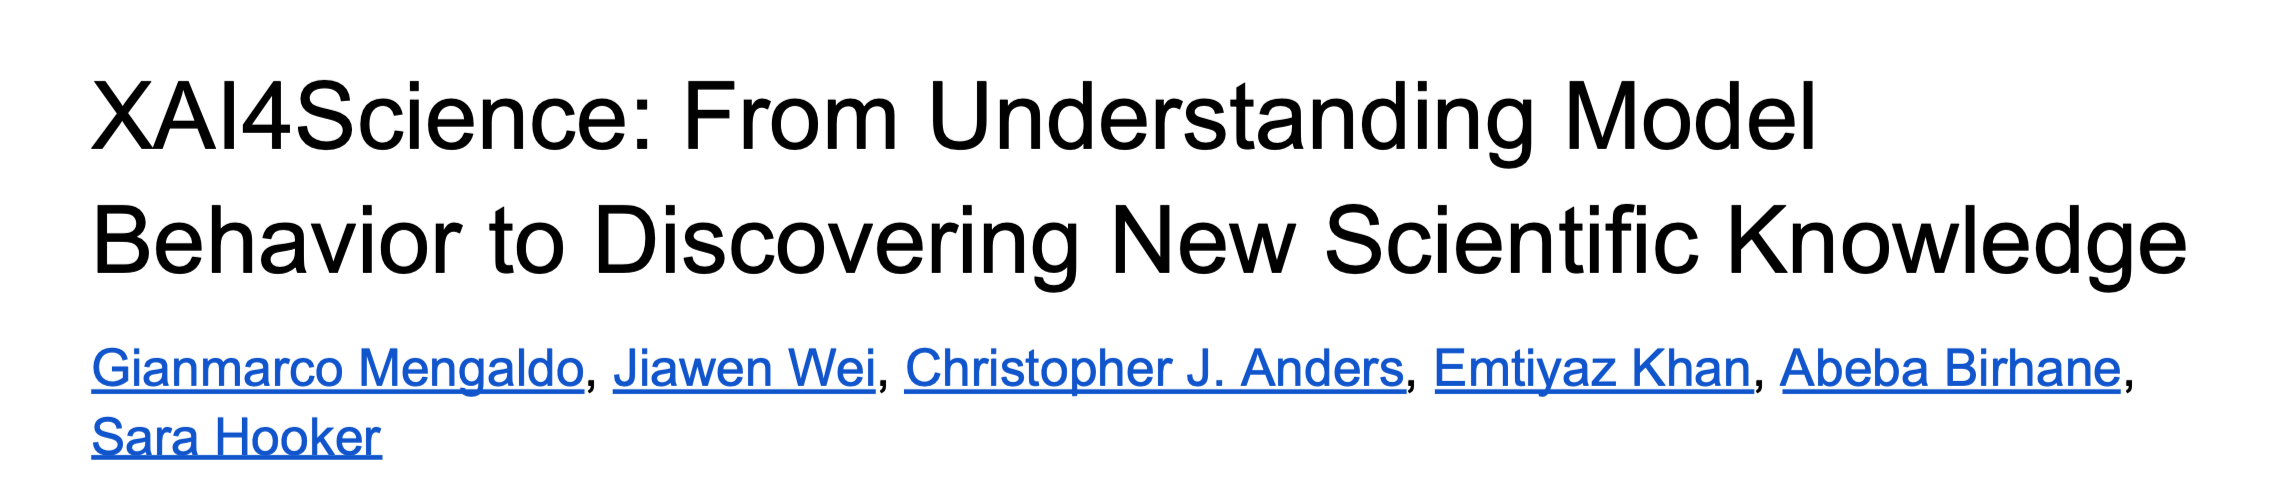 XAI4Science: From Understanding Model
Behavior to Discovering New Scientific Knowledge
Gianmarco Mengaldo, Jiawen Wei, Christopher J. Anders, Emtiyaz Khan, Abeba Birhane,
Sara Hooker